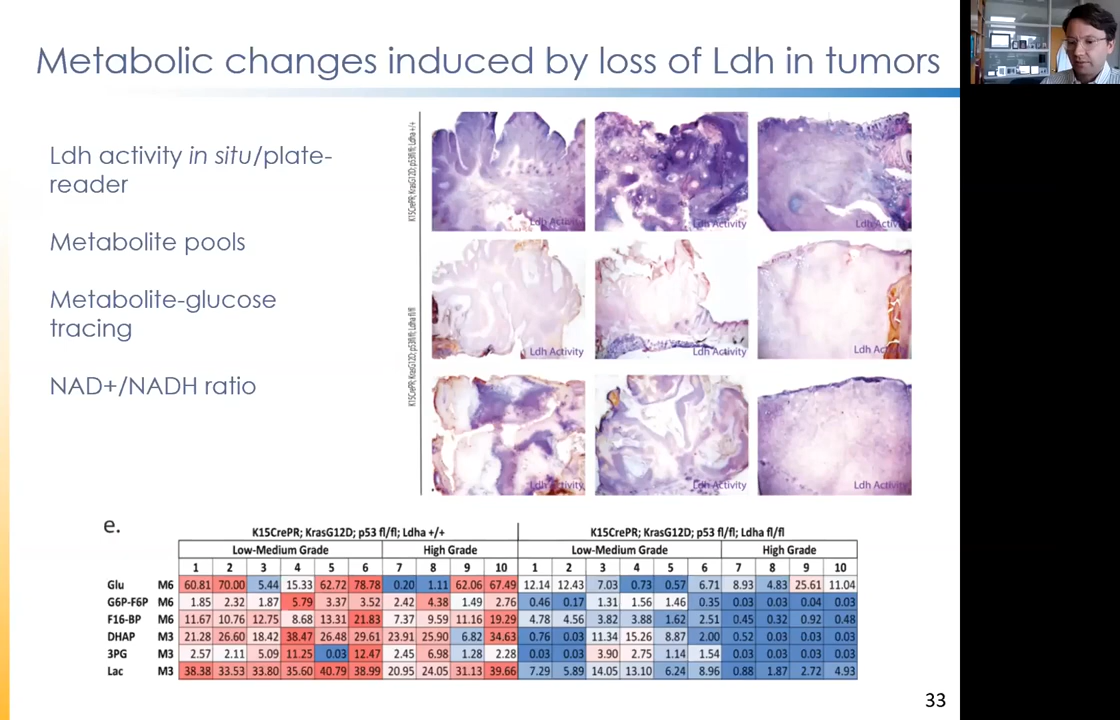 Metabolic changes induced by loss of Ldh in tumors
Ldh activity in situ/plate-
reader
Metabolite pools
Metabolite-glucose
tracing
NAD+/NADH ratio
K15CrePR; KrasG12D; p53fl/fl; Ldha +/+
Ldh Activity
Ldh Activity
Ldh Activity
K15CrePR; KrasG12D; p53fl/fl; Ldha fl/fl
Ldh Activity
Ldh Activity
Ldh Activity
Ldh Activity
Ldh Activity
Ldh Activity
e.
K15CrePR; KrasG12D; p53 fl/fl; Ldha +/+ K15CrePR; KrasG12D; p53 fl/fl; Ldha fl/fl
Low-Medium Grade High Grade Low-Medium Grade High Grade
1 2 3 4 5 6 7 8 9 10 1 2 3 4 5 6 7 8 9 10
Glu M6 60.81 70.00 5.44 15.33 62.72 78.78 0.20 1.11 62.06 67.49 12.14 12.43 7.03 0.73 0.57 6.71 8.93 4.83 25.61 11.04
G6P-F6P M6 1.85 2.32 1.87 5.79 3.37 3.52 2.42 4.38 1.49 2.76 0.46 0.17 1.31 1.56 1.46 0.35 0.03 0.03 0.04 0.03
F16-BP M6 11.67 10.76 12.75 8.68 13.31 21.83 7.37 9.59 11.16 19.29 4.78 4.56 3.82 3.88 1.62 2.51 0.45 0.32 0.92 0.48
DHAP M3 21.28 26.60 18.42 38.47 26.48 29.61 23.91 25.90 6.82 34.63 0.76 0.03 11.34 15.26 8.87 2.00 0.52 0.03 0.03 0.03
3PG M3 2.57 2.11 5.09 11.25 0.03 12.47 2.45 6.98 1.28 2.28 0.03 0.03 3.90 2.75 1.14 1.54 0.03 0.03 0.03 0.03
Lac M3 38.38 33.53 33.80 35.60 40.79 38.99 20.95 24.05 31.13 39.66 7.29 5.89 14.05 13.10 6.24 8.96 0.88 1.87 2.72 4.93
33